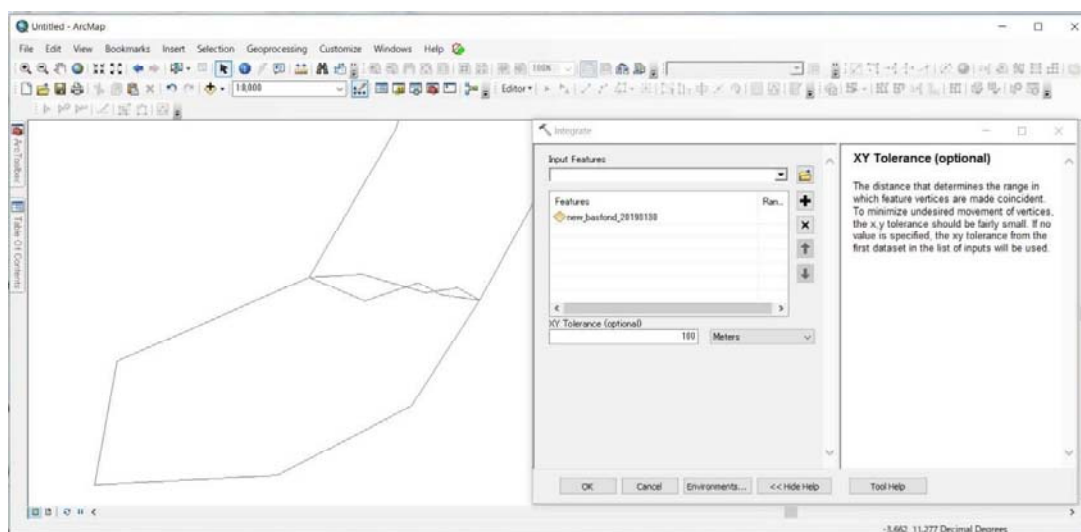 Untitled - ArcMap
File Edit View Bookmarks Insert Selection Geoprocessing Customize Windows Help
100%
1:8,000
Editor
ArcToolbox
Table Of Contents
Integrate
Input Features
Features Ran...
new_basfond_20190130
XY Tolerance (optional)
100 Meters
OK Cancel Environments... << Hide Help Tool Help
XY Tolerance (optional)
The distance that determines the range in
which feature vertices are made coincident.
To minimize undesired movement of vertices,
the x,y tolerance should be fairly small. If no
value is specified, the xy tolerance from the
first dataset in the list of inputs will be used.
-3.662 11.277 Decimal Degrees